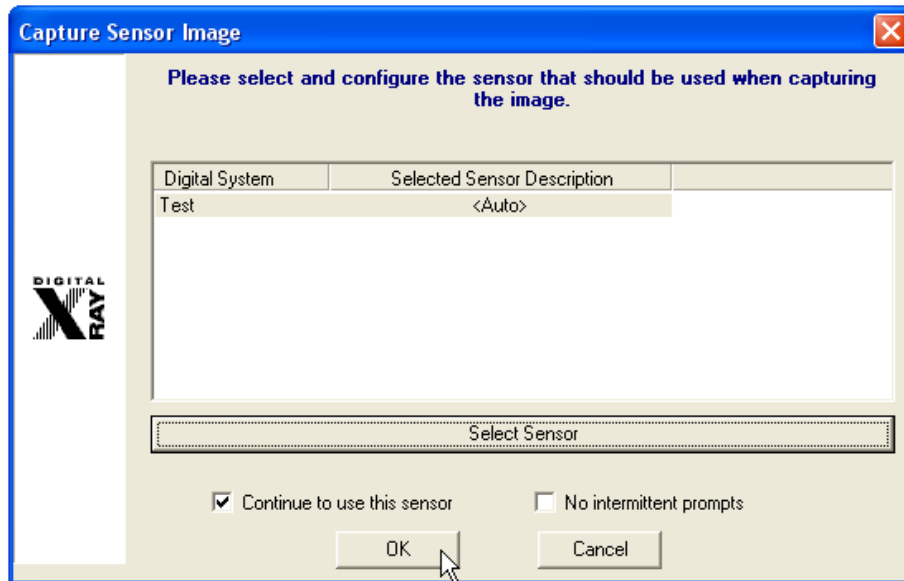 Capture Sensor Image
Please select and configure the sensor that should be used when capturing
the image.
Digital System Selected Sensor Description
Test <Auto>
DIGITAL
XRAY
Select Sensor
Continue to use this sensor No intermittent prompts
OK Cancel